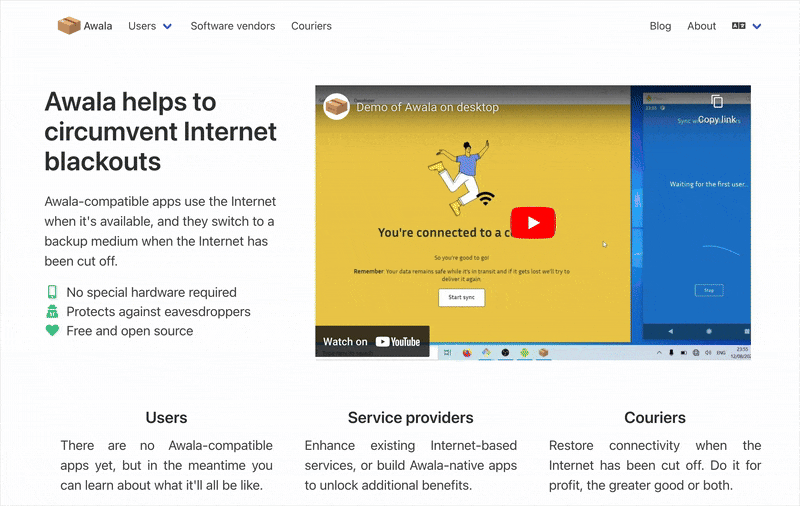 Awala Users Software vendors Couriers Blog About
Awala helps to
circumvent Internet
blackouts
Awala-compatible apps use the Internet
when it's available, and they switch to a
backup medium when the Internet has
been cut off.
No special hardware required
Protects against eavesdroppers
Free and open source
Demo of Awala on desktop
Copy link
You're connected to a c
So you're good to go!
Remember: Your data remains safe while it's in transit and if it gets lost we'll try to
deliver it again.
Start sync
Waiting for the first user...
Stop
Watch on YouTube
ENG
23:55
Users
There are no Awala-compatible
apps yet, but in the meantime you
can learn about what it'll all be like.
Service providers
Enhance existing Internet-based
services, or build Awala-native apps
to unlock additional benefits.
Couriers
Restore connectivity when the
Internet has been cut off. Do it for
profit, the greater good or both.